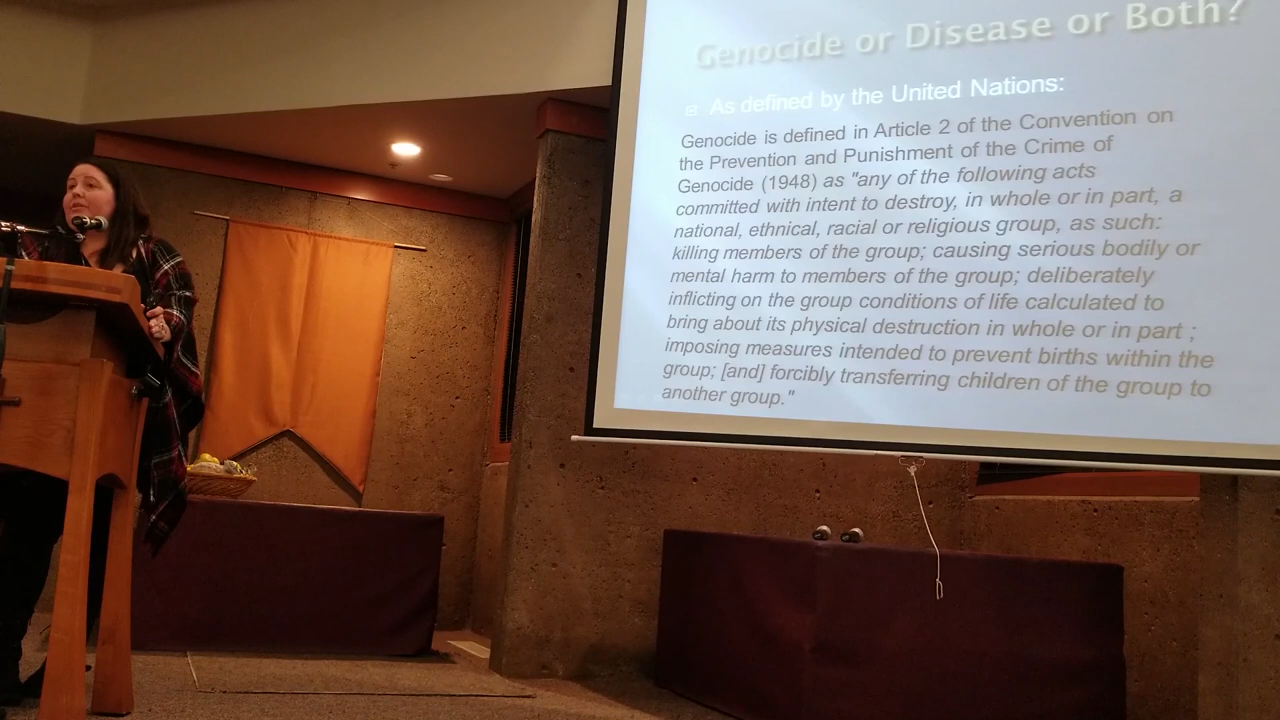 Genocide or Disease or Both?
As defined by the United Nations:
Genocide is defined in Article 2 of the Convention on
the Prevention and Punishment of the Crime of
Genocide (1948) as "any of the following acts
committed with intent to destroy, in whole or in part, a
national, ethnical, racial or religious group, as such:
killing members of the group; causing serious bodily or
mental harm to members of the group; deliberately
inflicting on the group conditions of life calculated to
bring about its physical destruction in whole or in part ;
imposing measures intended to prevent births within the
group; [and] forcibly transferring children of the group to
another group."